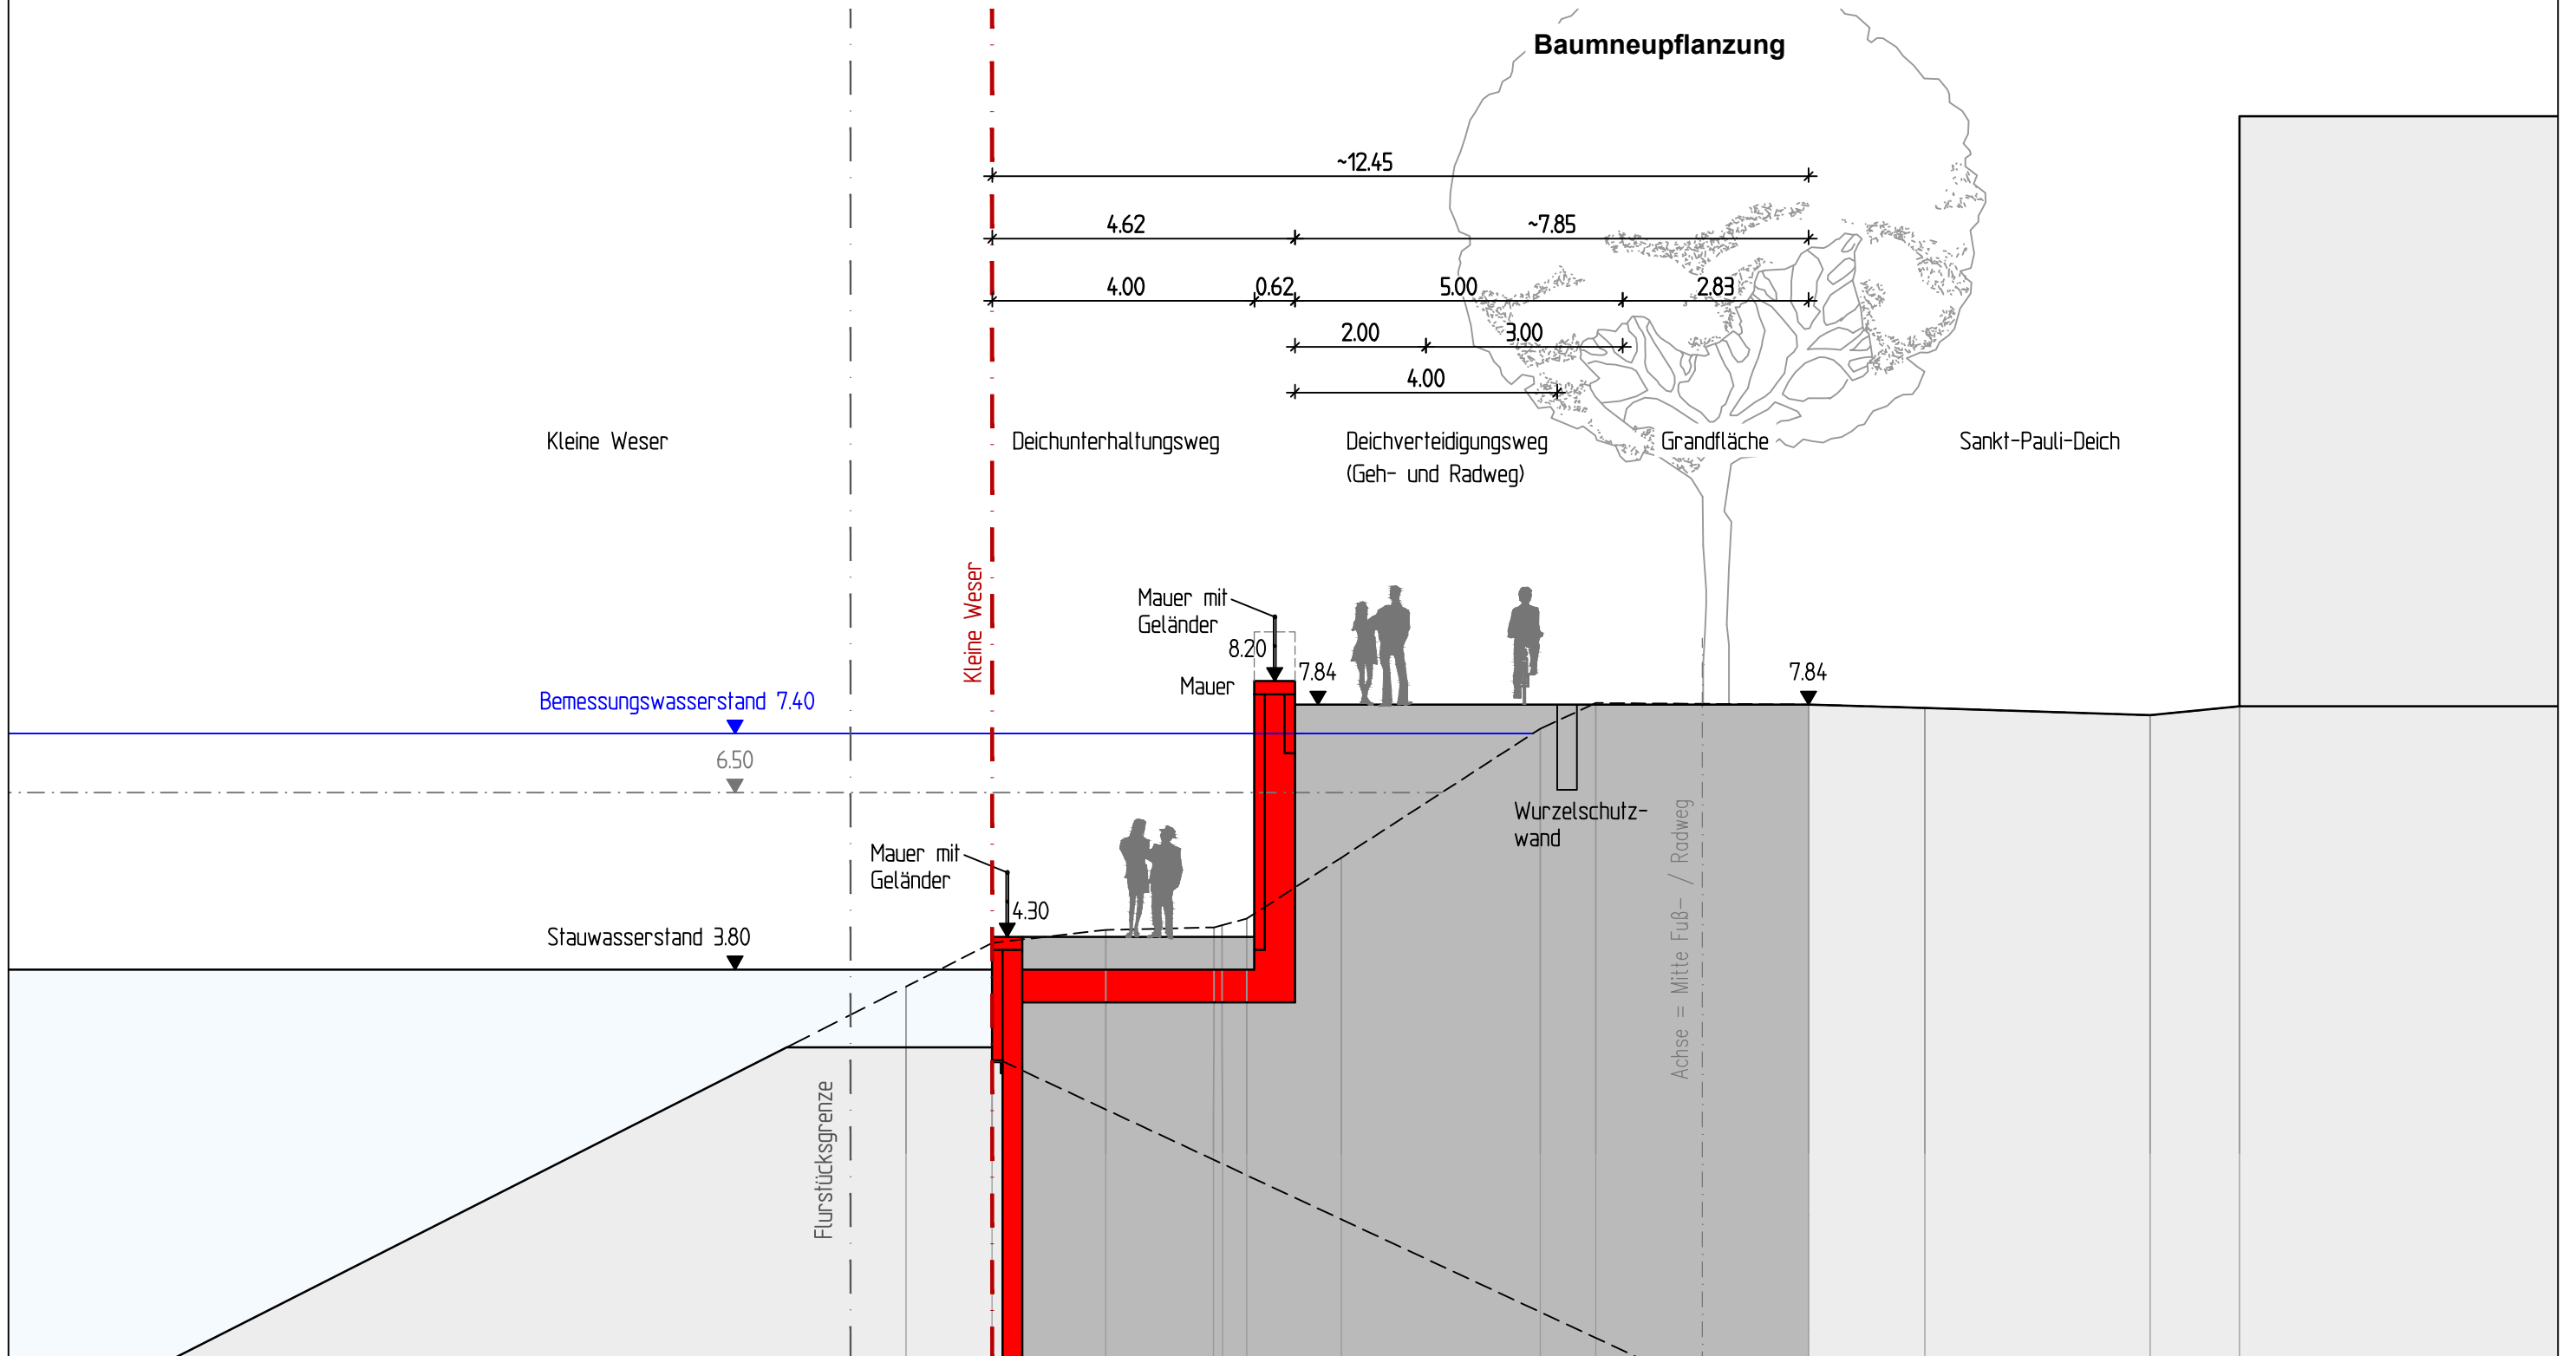 Baumneupflanzung
~12.45
4.62
~7.85
4.00
0.62
5.00
2.83
2.00
3.00
4.00
Kleine Weser
Deichunterhaltungsweg
Deichverteidigungsweg
(Geh- und Radweg)
Grandfläche
Sankt-Pauli-Deich
Kleine Weser
Mauer mit
Geländer
8.20
7.84
7.84
Mauer
Bemessungswasserstand 7.40
6.50
Wurzelschutz-
wand
Mauer mit
Geländer
4.30
Stauwasserstand 3.80
Achse = Mitte Fuß- / Radweg
Flurstücksgrenze